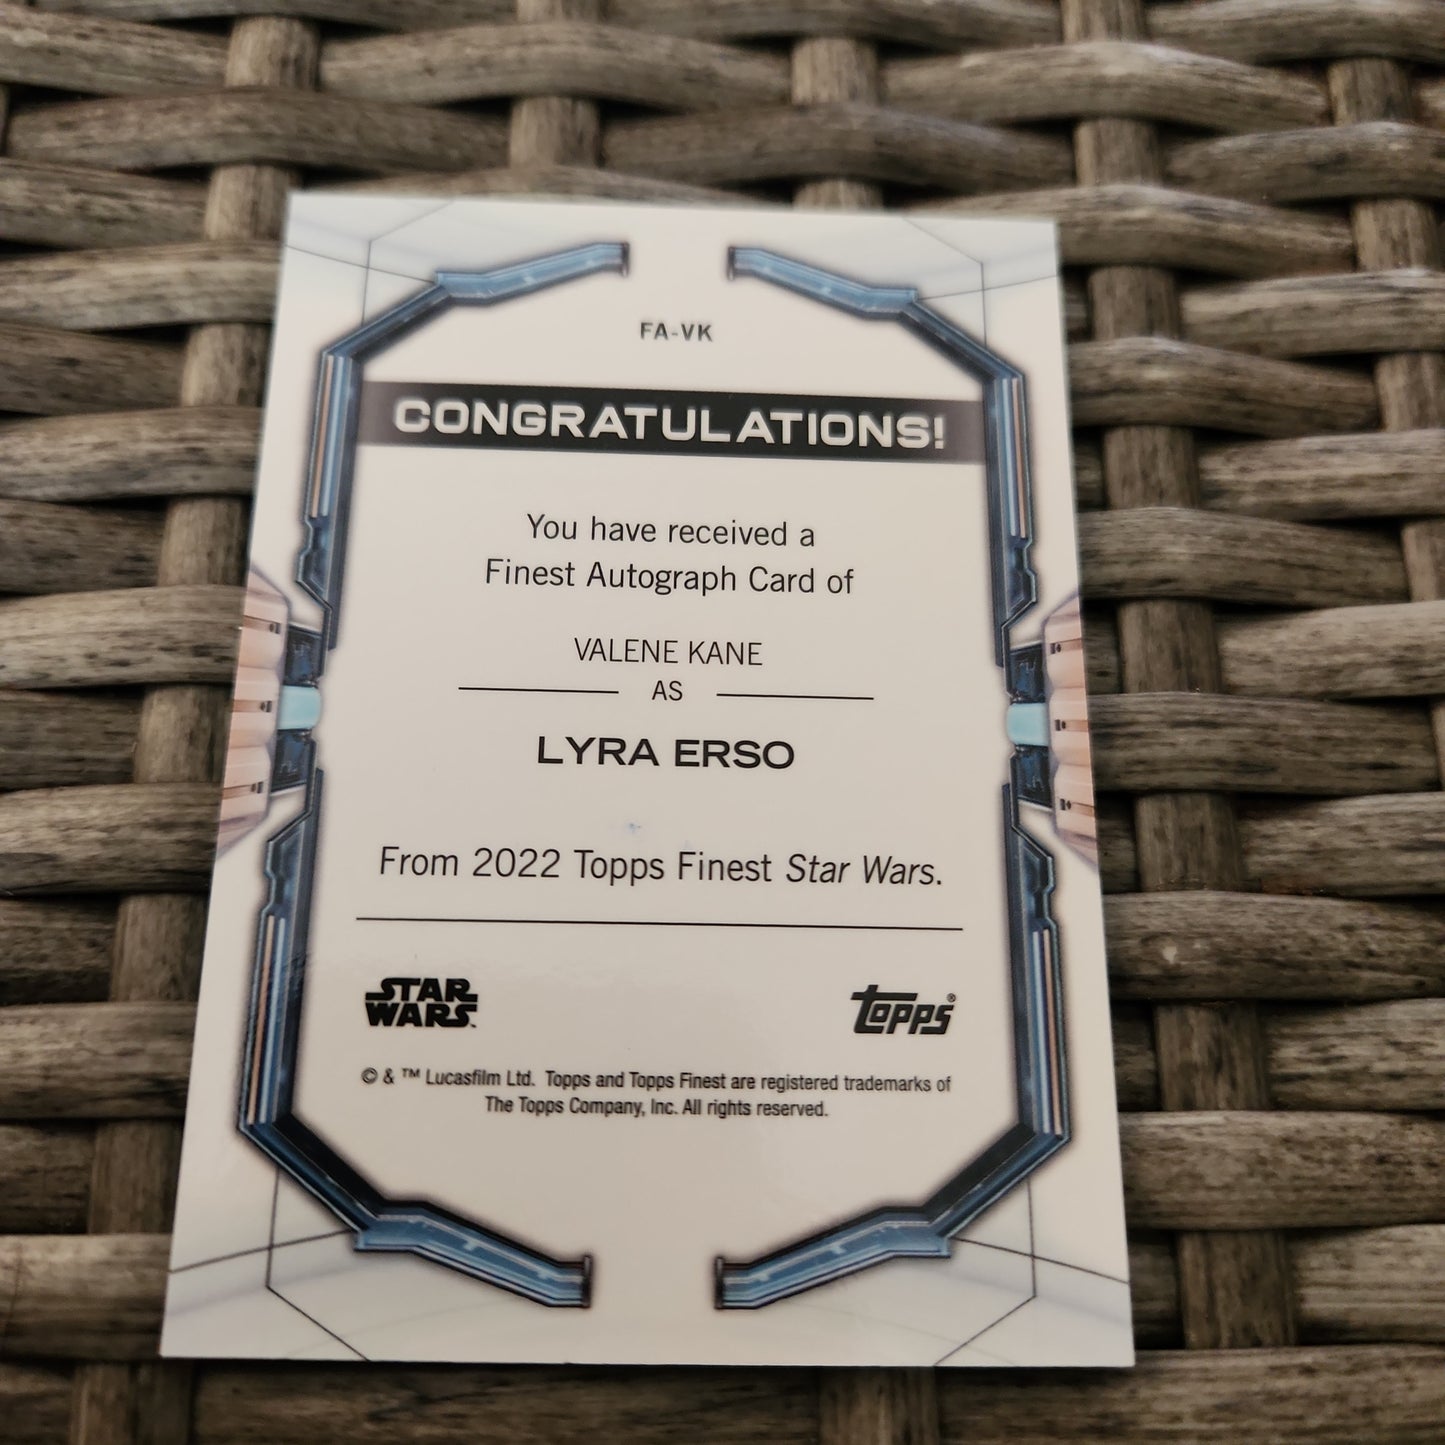 FA-VK
CONGRATULATIONS!
You have received a
Finest Autograph Card of
VALENE KANE
AS
LYRA ERSO
From 2022 Topps Finest Star Wars.
STAR WARS™
Topps®
© & ™ Lucasfilm Ltd. Topps and Topps Finest are registered trademarks of
The Topps Company, Inc. All rights reserved.